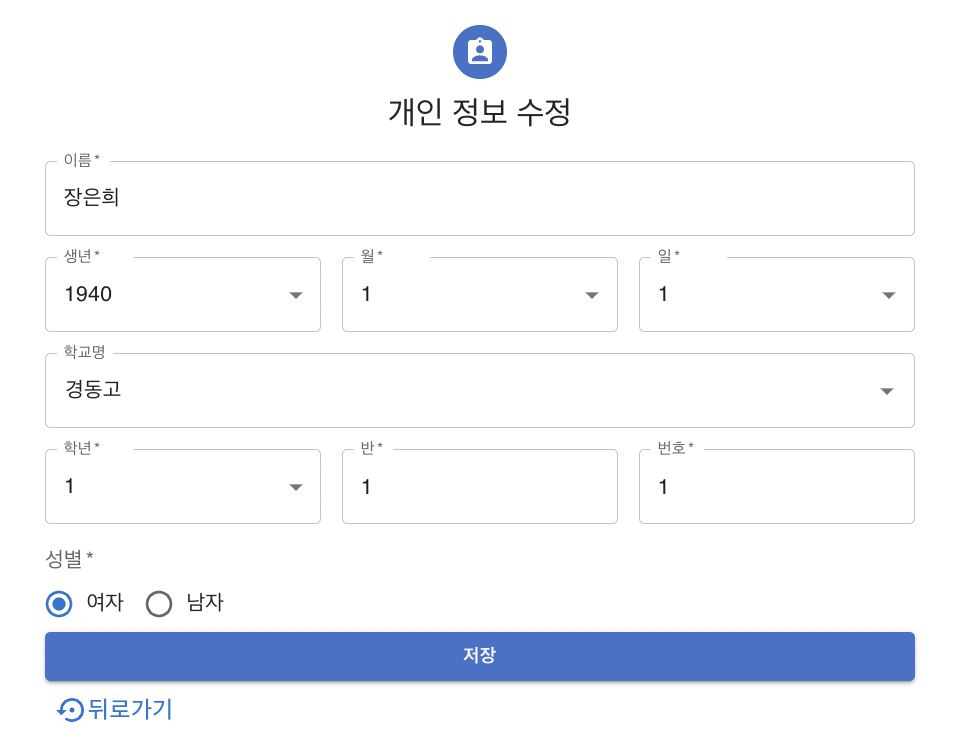 개인 정보 수정
이름 *
장은희
생년 * 월 * 일 *
1940 1 1
학교명
경동고
학년 * 반 * 번호 *
1 1 1
성별 *
여자 남자
저장
뒤로가기